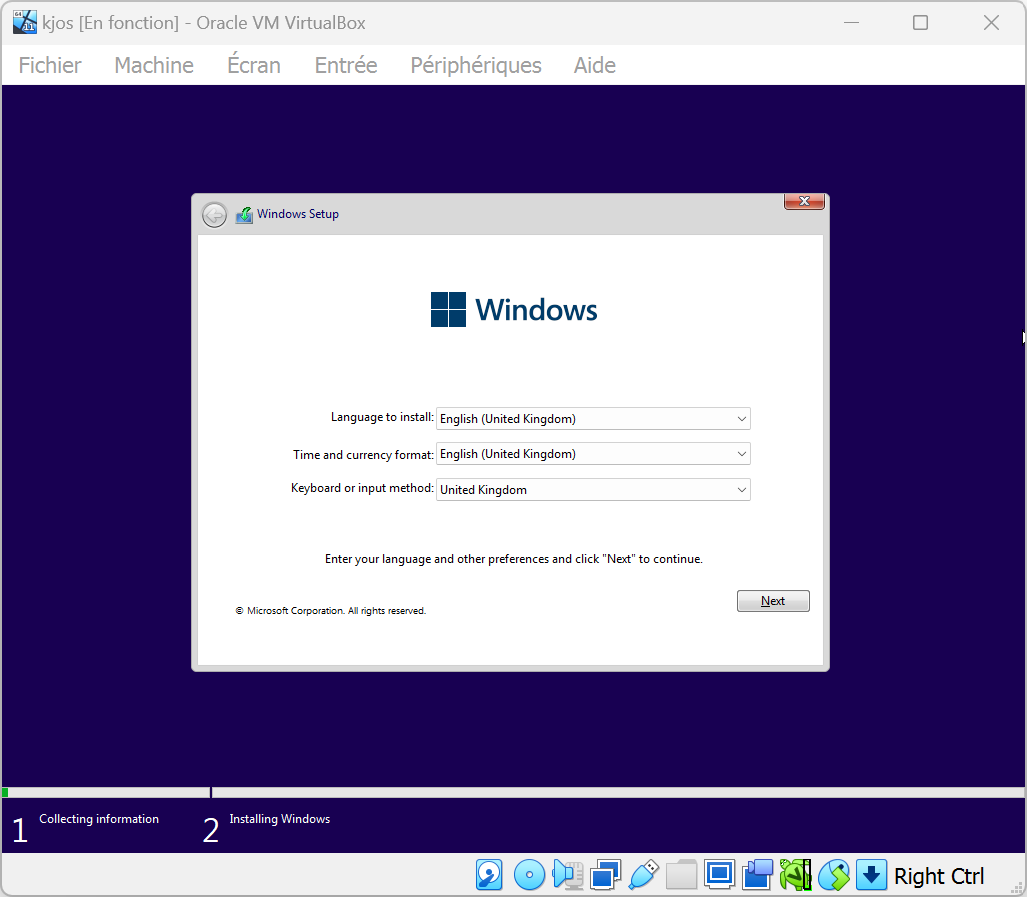 kjos [En fonction] - Oracle VM VirtualBox
Fichier Machine Écran Entrée Périphériques Aide
Windows Setup
Windows
Language to install: English (United Kingdom)
Time and currency format: English (United Kingdom)
Keyboard or input method: United Kingdom
Enter your language and other preferences and click "Next" to continue.
Next
© Microsoft Corporation. All rights reserved.
1 Collecting information 2 Installing Windows
Right Ctrl